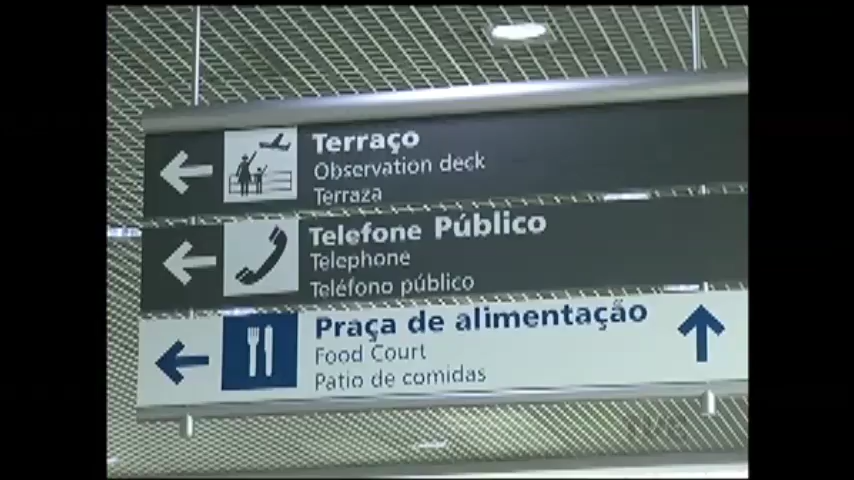 Terraço
Observation deck
Terraza
Telefone Público
Telephone
Teléfono público
Praça de alimentação
Food Court
Patio de comidas